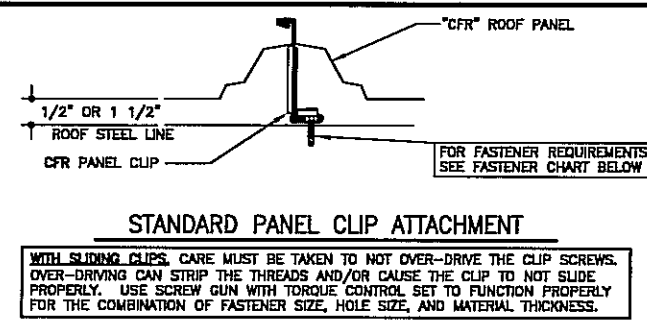 "CFR" ROOF PANEL
1/2" OR 1 1/2"
ROOF STEEL LINE
CFR PANEL CLIP
FOR FASTENER REQUIREMENTS
SEE FASTENER CHART BELOW
STANDARD PANEL CLIP ATTACHMENT
WITH SLIDING CLIPS, CARE MUST BE TAKEN TO NOT OVER-DRIVE THE CLIP SCREWS.
OVER-DRIVING CAN STRIP THE THREADS AND/OR CAUSE THE CLIP TO NOT SLIDE
PROPERLY. USE SCREW GUN WITH TORQUE CONTROL SET TO FUNCTION PROPERLY
FOR THE COMBINATION OF FASTENER SIZE, HOLE SIZE, AND MATERIAL THICKNESS.